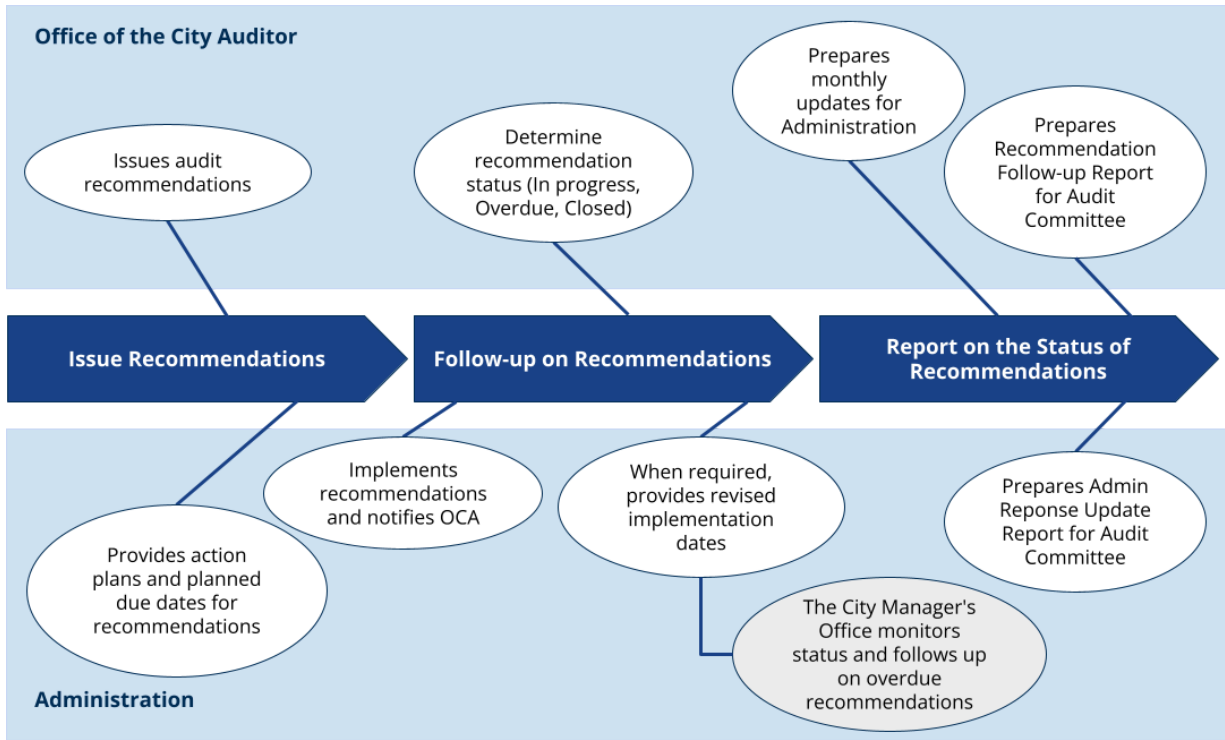 Office of the City Auditor
Issues audit
recommendations
Determine
recommendation
status (In progress,
Overdue, Closed)
Prepares
monthly
updates for
Administration
Prepares
Recommendation
Follow-up Report
for Audit
Committee
Issue Recommendations
Follow-up on Recommendations
Report on the Status of
Recommendations
Provides action
plans and planned
due dates for
recommendations
Implements
recommendations
and notifies OCA
When required,
provides revised
implementation
dates
The City Manager's
Office monitors
status and follows up
on overdue
recommendations
Prepares Admin
Reponse Update
Report for Audit
Committee
Administration